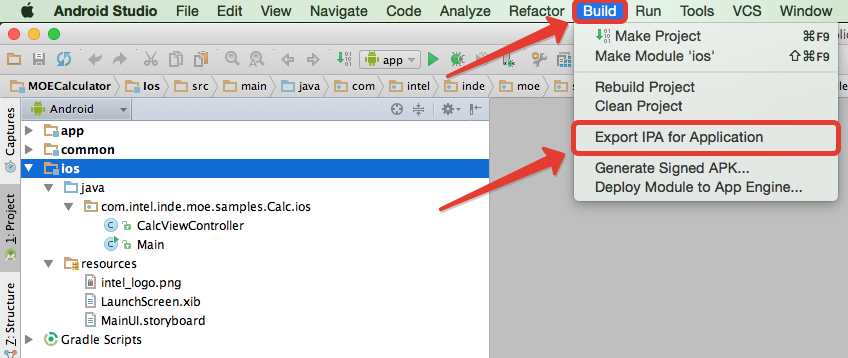 Android Studio File Edit View Navigate Code Analyze Refactor Build Run Tools VCS Window
app
MOECalculator Ios src main java com intel inde moe s
Make Project ⌘F9
Make Module 'ios' ⇧⌘F9
Rebuild Project
Clean Project
Export IPA for Application
Generate Signed APK...
Deploy Module to App Engine...
Captures
1: Project
Z: Structure
Android
app
common
ios
java
com.intel.inde.moe.samples.Calc.ios
CalcViewController
Main
resources
intel_logo.png
LaunchScreen.xib
MainUI.storyboard
Gradle Scripts